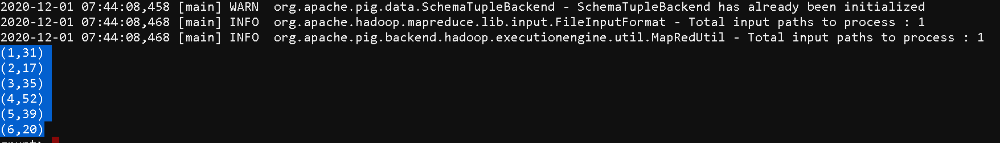 2020-12-01 07:44:08,458 [main] WARN  org.apache.pig.data.SchemaTupleBackend - SchemaTupleBackend has already been initialized
2020-12-01 07:44:08,468 [main] INFO  org.apache.hadoop.mapreduce.lib.input.FileInputFormat - Total input paths to process : 1
2020-12-01 07:44:08,468 [main] INFO  org.apache.pig.backend.hadoop.executionengine.util.MapRedUtil - Total input paths to process : 1
(1,31)
(2,17)
(3,35)
(4,52)
(5,39)
(6,20)
grunt>